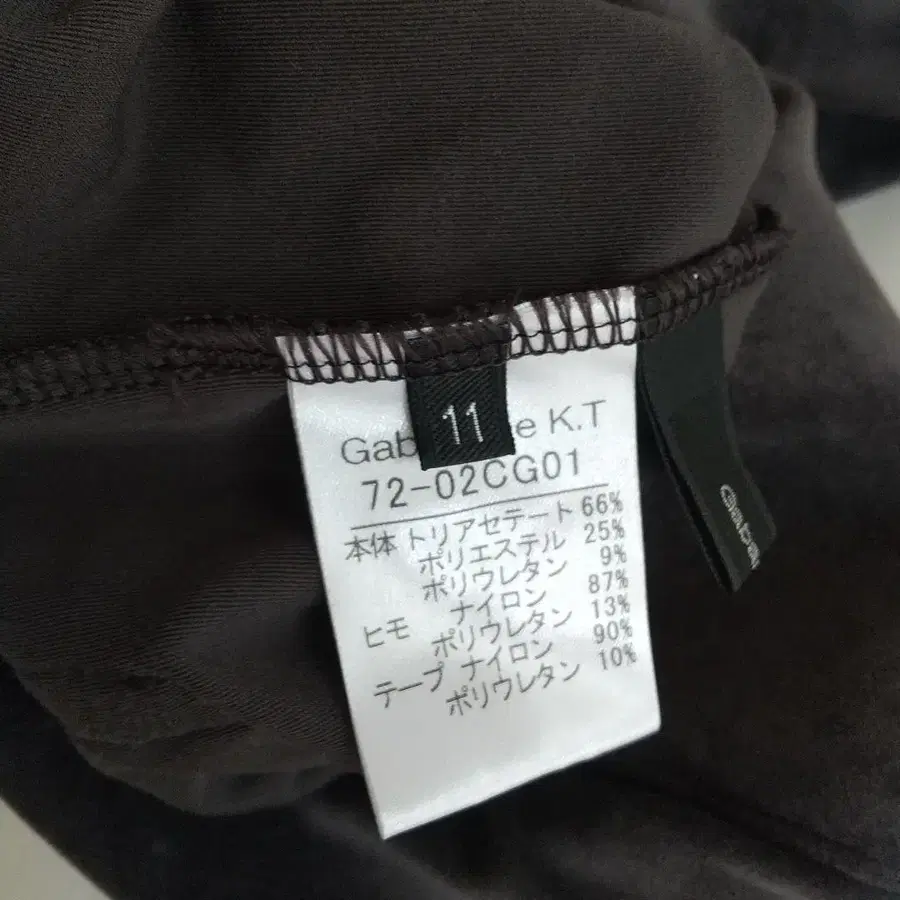 11
Gab e K.T
72-02CG01
本体 トリアセテート 66%
ポリエステル 25%
ポリウレタン 9%
ヒモ ナイロン 87%
ポリウレタン 13%
テープ ナイロン 90%
ポリウレタン 10%
Gaba